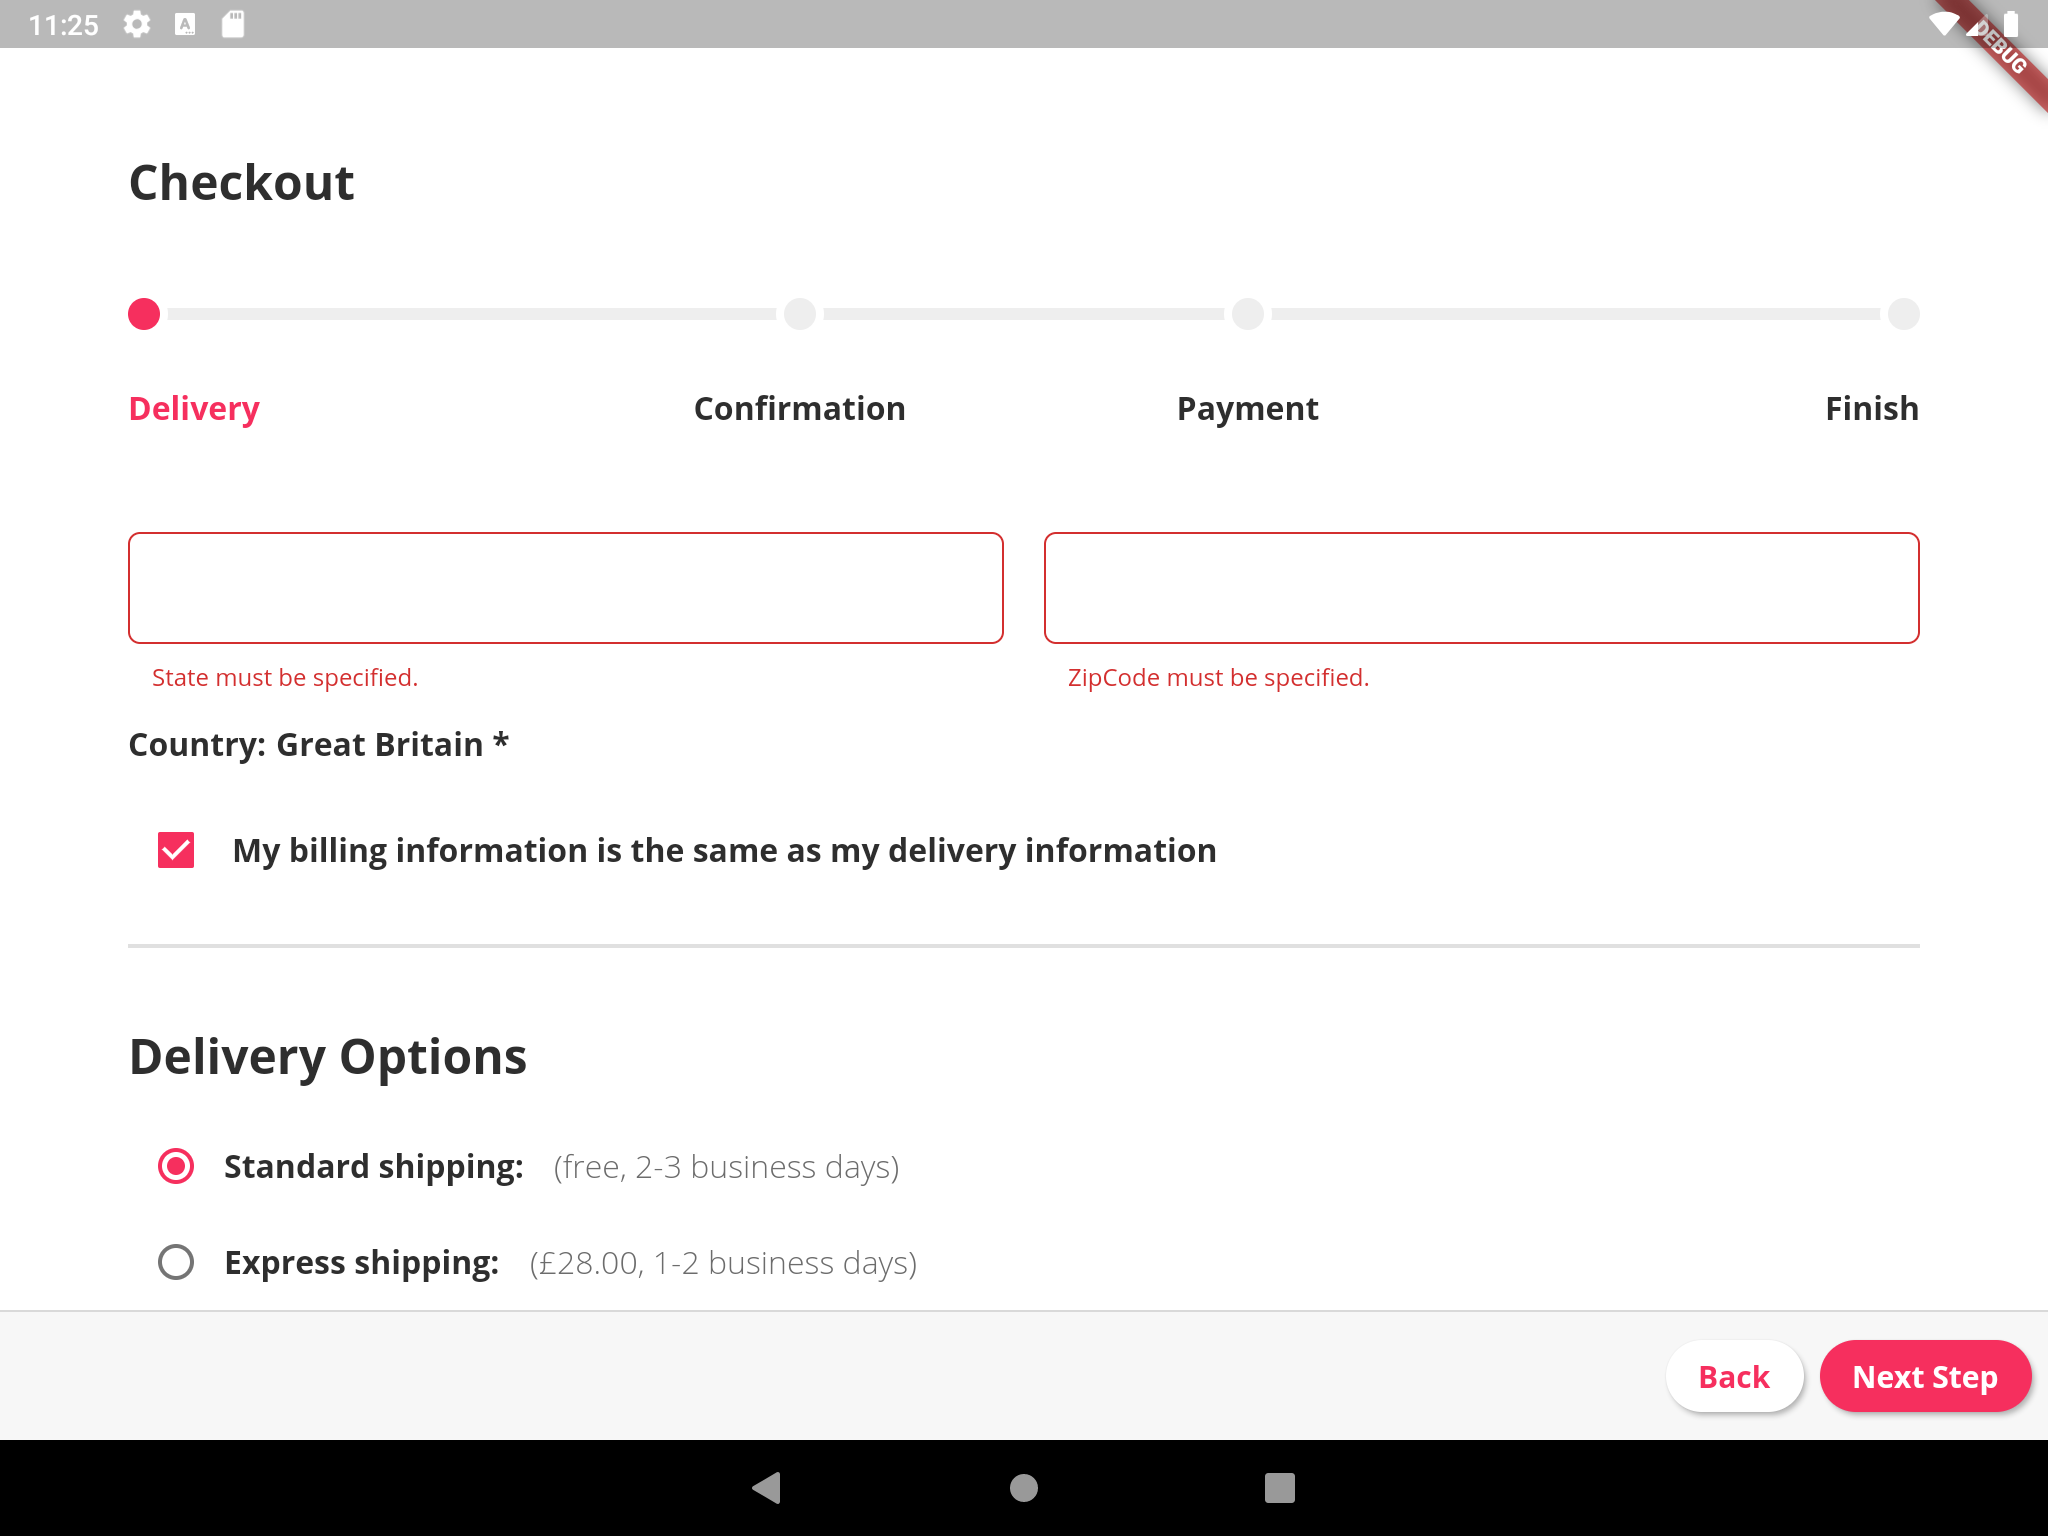 11:25
DEBUG
Checkout
Delivery Confirmation Payment Finish
State must be specified. ZipCode must be specified.
Country: Great Britain *
My billing information is the same as my delivery information
Delivery Options
Standard shipping: (free, 2-3 business days)
Express shipping: (£28.00, 1-2 business days)
Back Next Step